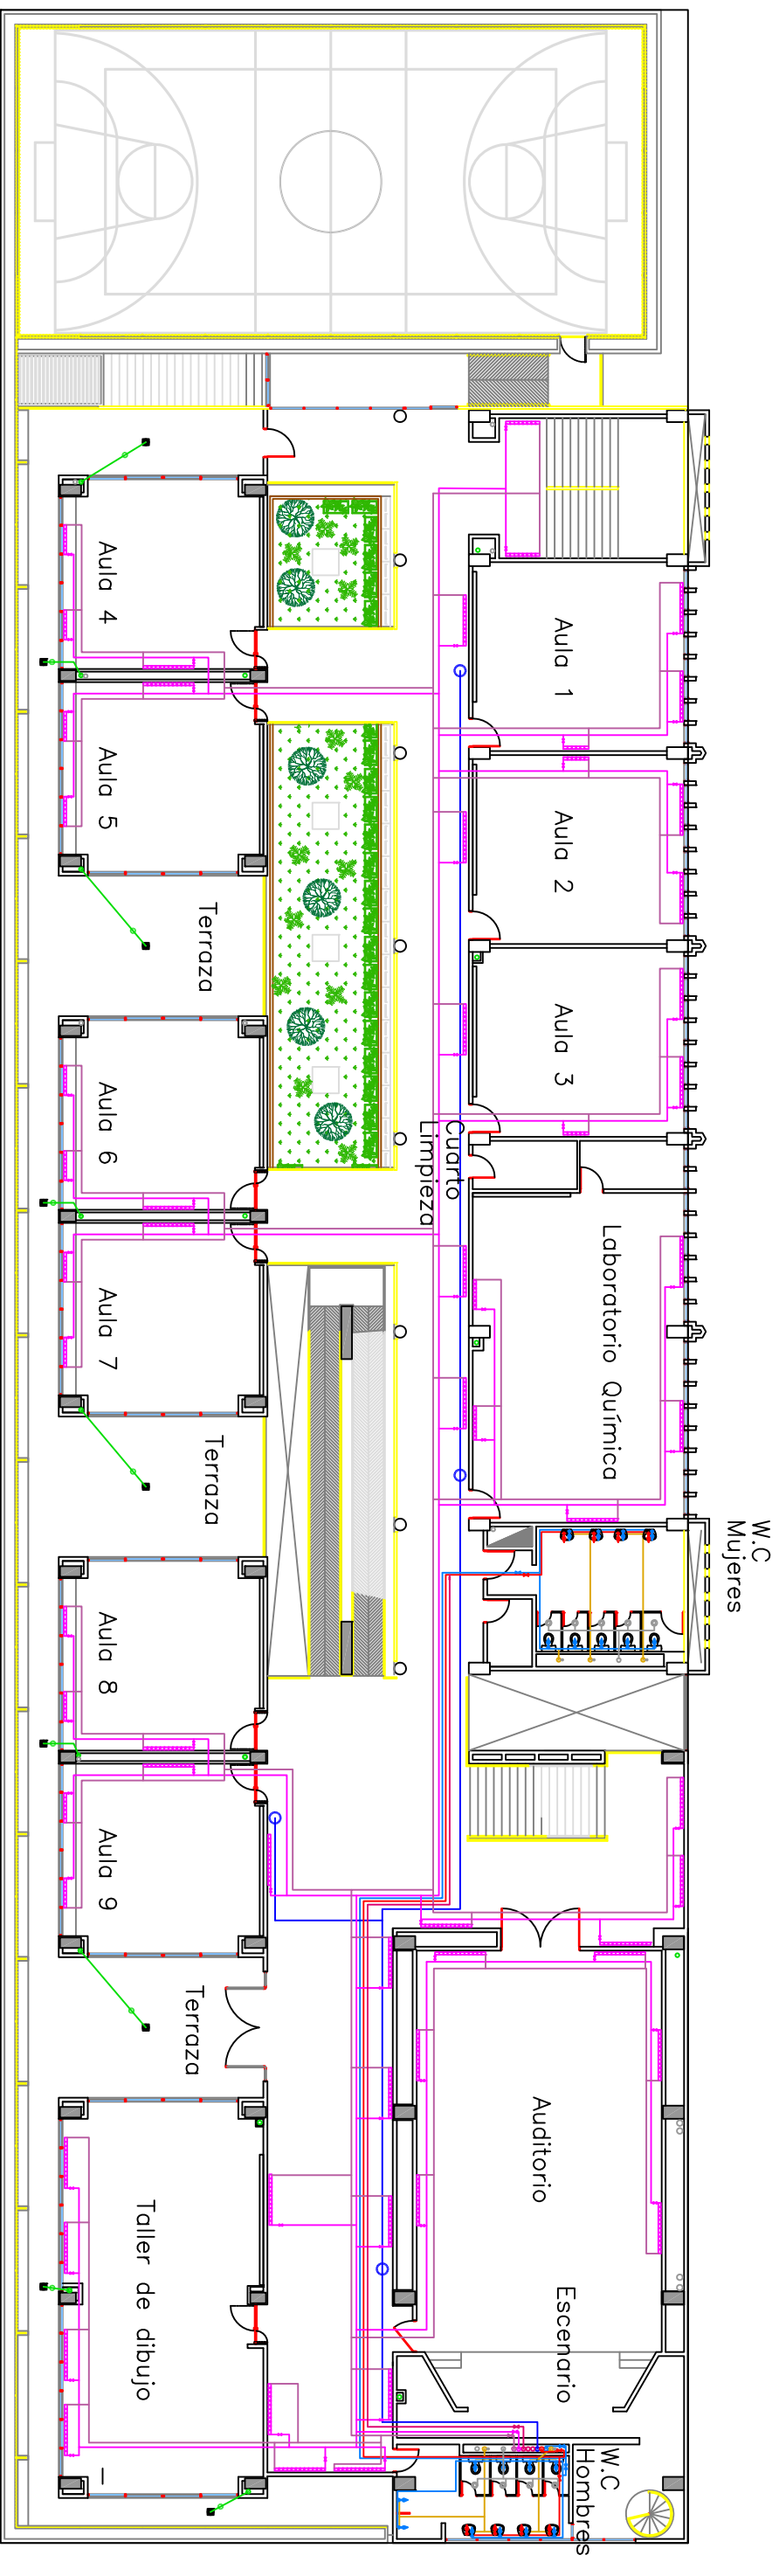 Aula 4
Aula 5
Terraza
Aula 6
Aula 7
Terraza
Aula 8
Aula 9
Terraza
Taller de dibujo
Aula 1
Aula 2
Aula 3
Cuarto
Limpieza
Laboratorio Química
W.C
Mujeres
Auditorio
Escenario
W.C
Hombres